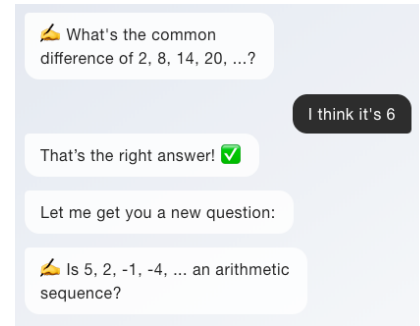 ✍️ What's the common
difference of 2, 8, 14, 20, ...?
I think it's 6
That’s the right answer! ✅
Let me get you a new question:
✍️ Is 5, 2, -1, -4, ... an arithmetic
sequence?